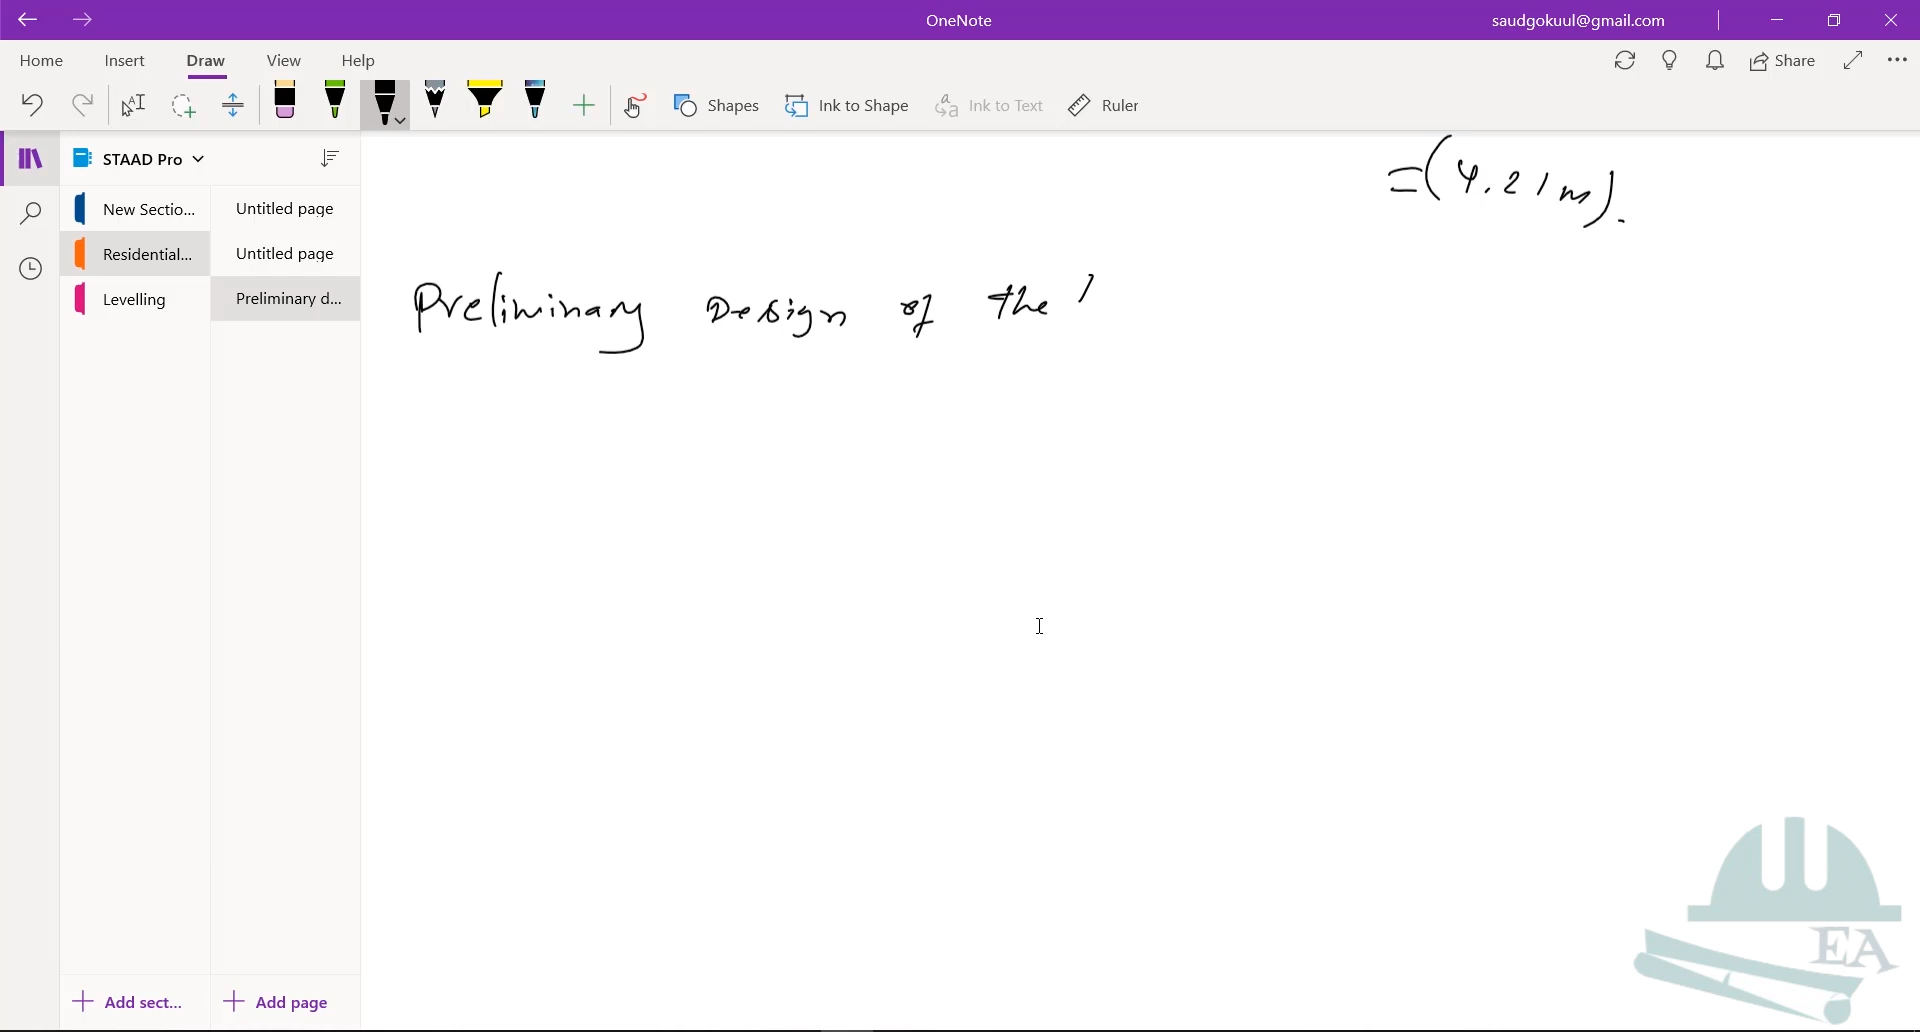 OneNote
saudgokuul@gmail.com
Home Insert Draw View Help
Share
Shapes Ink to Shape Ink to Text Ruler
STAAD Pro
=(4.21m).
New Sectio... Untitled page
Residential... Untitled page
Levelling Preliminary d...
Preliminary Design of the
EA
Add sect... Add page